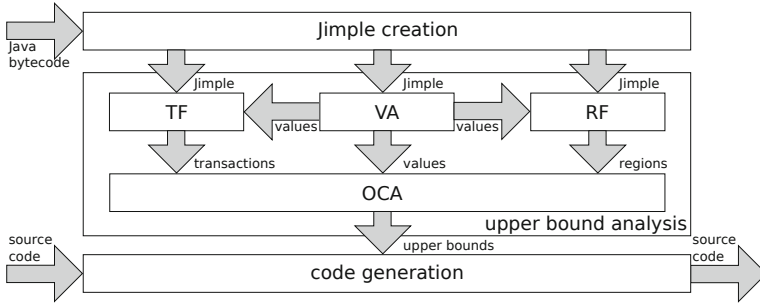 Jimple creation
Java
bytecode
Jimple
Jimple
Jimple
TF
VA
RF
values
values
transactions
values
regions
OCA
upper bound analysis
source
code
upper bounds
source
code
code generation